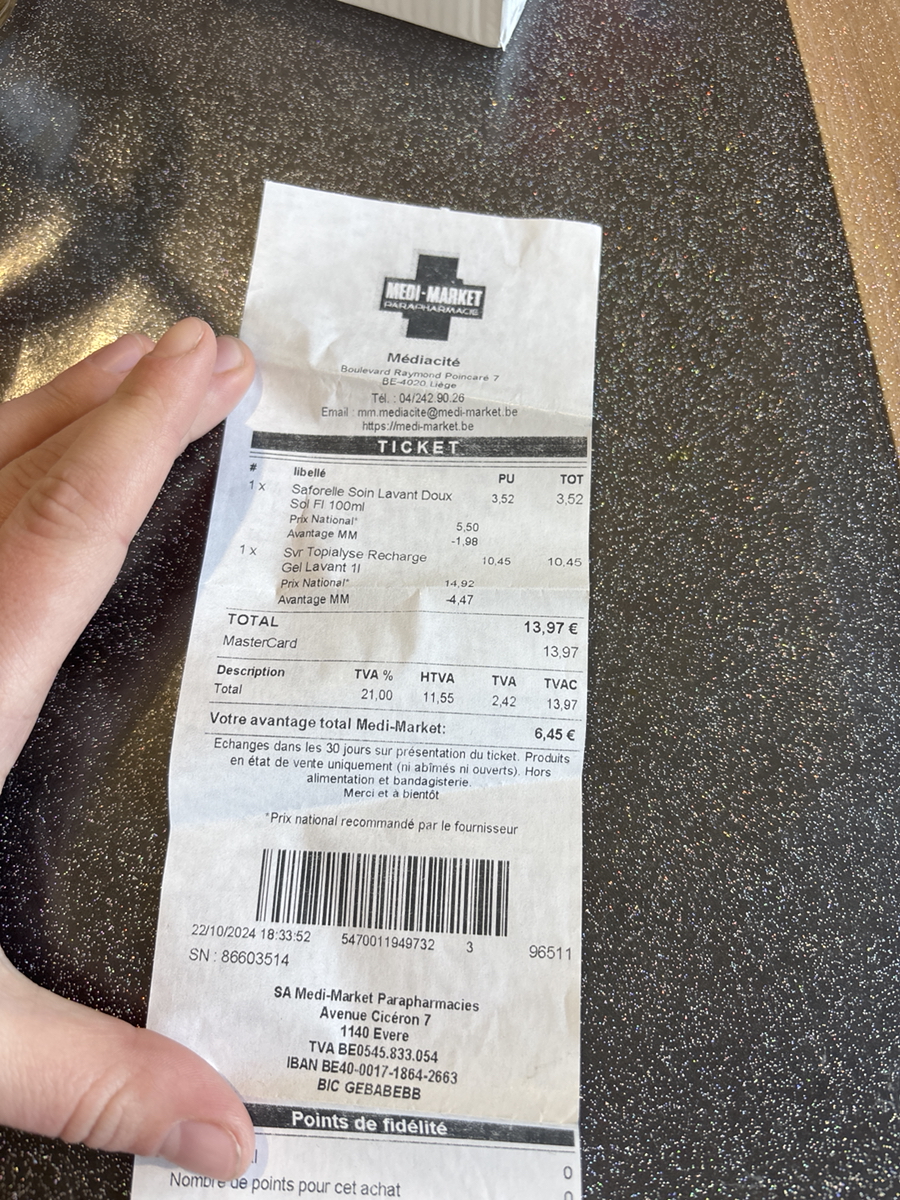 MEDI-MARKET
PARAPHARMACIE
Médiacité
Boulevard Raymond Poincaré 7
BE-4020 Liège
Tél. : 04/242.90.26
Email : mm.mediacite@medi-market.be
https://medi-market.be
TICKET
# libellé PU TOT
1 x Saforelle Soin Lavant Doux 3,52 3,52
Sol Fl 100ml
Prix National* 5,50
Avantage MM -1,98
1 x Svr Topialyse Recharge 10,45 10,45
Gel Lavant 1l
Prix National* 14,92
Avantage MM -4,47
TOTAL 13,97 €
MasterCard 13,97
Description TVA % HTVA TVA TVAC
Total 21,00 11,55 2,42 13,97
Votre avantage total Medi-Market: 6,45 €
Echanges dans les 30 jours sur présentation du ticket. Produits
en état de vente uniquement (ni abîmés ni ouverts). Hors
alimentation et bandagisterie.
Merci et à bientôt
*Prix national recommandé par le fournisseur
22/10/2024 18:33:52 5470011949732 3 96511
SN : 86603514
SA Medi-Market Parapharmacies
Avenue Cicéron 7
1140 Evere
TVA BE0545.833.054
IBAN BE40-0017-1864-2663
BIC GEBABEBB
Points de fidélité
0
Nombre de points pour cet achat 0